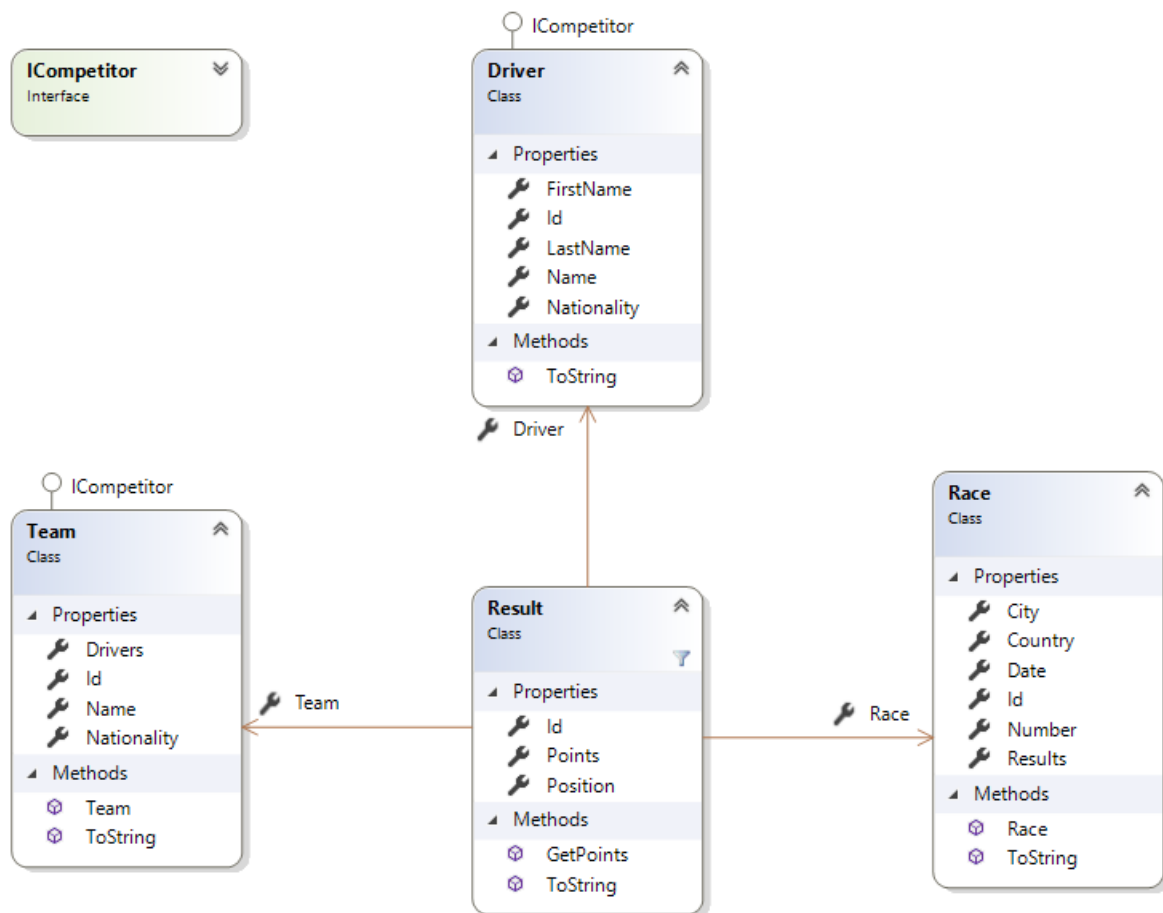 ICompetitor
Interface
ICompetitor
Driver
Class
Properties
FirstName
Id
LastName
Name
Nationality
Methods
ToString
Driver
ICompetitor
Team
Class
Properties
Drivers
Id
Name
Nationality
Methods
Team
ToString
Team
Result
Class
Properties
Id
Points
Position
Methods
GetPoints
ToString
Race
Race
Class
Properties
City
Country
Date
Id
Number
Results
Methods
Race
ToString